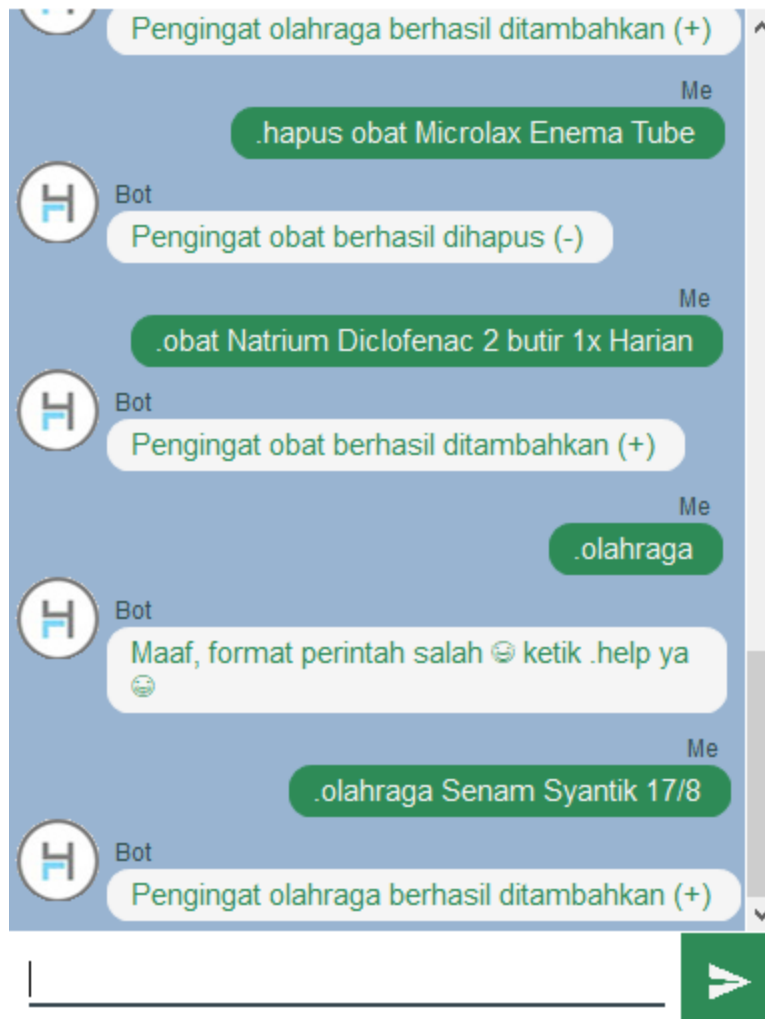 Pengingat olahraga berhasil ditambahkan (+)
Me
.hapus obat Microlax Enema Tube
Bot
Pengingat obat berhasil dihapus (-)
Me
.obat Natrium Diclofenac 2 butir 1x Harian
Bot
Pengingat obat berhasil ditambahkan (+)
Me
.olahraga
Bot
Maaf, format perintah salah 😅 ketik .help ya
😅
Me
.olahraga Senam Syantik 17/8
Bot
Pengingat olahraga berhasil ditambahkan (+)